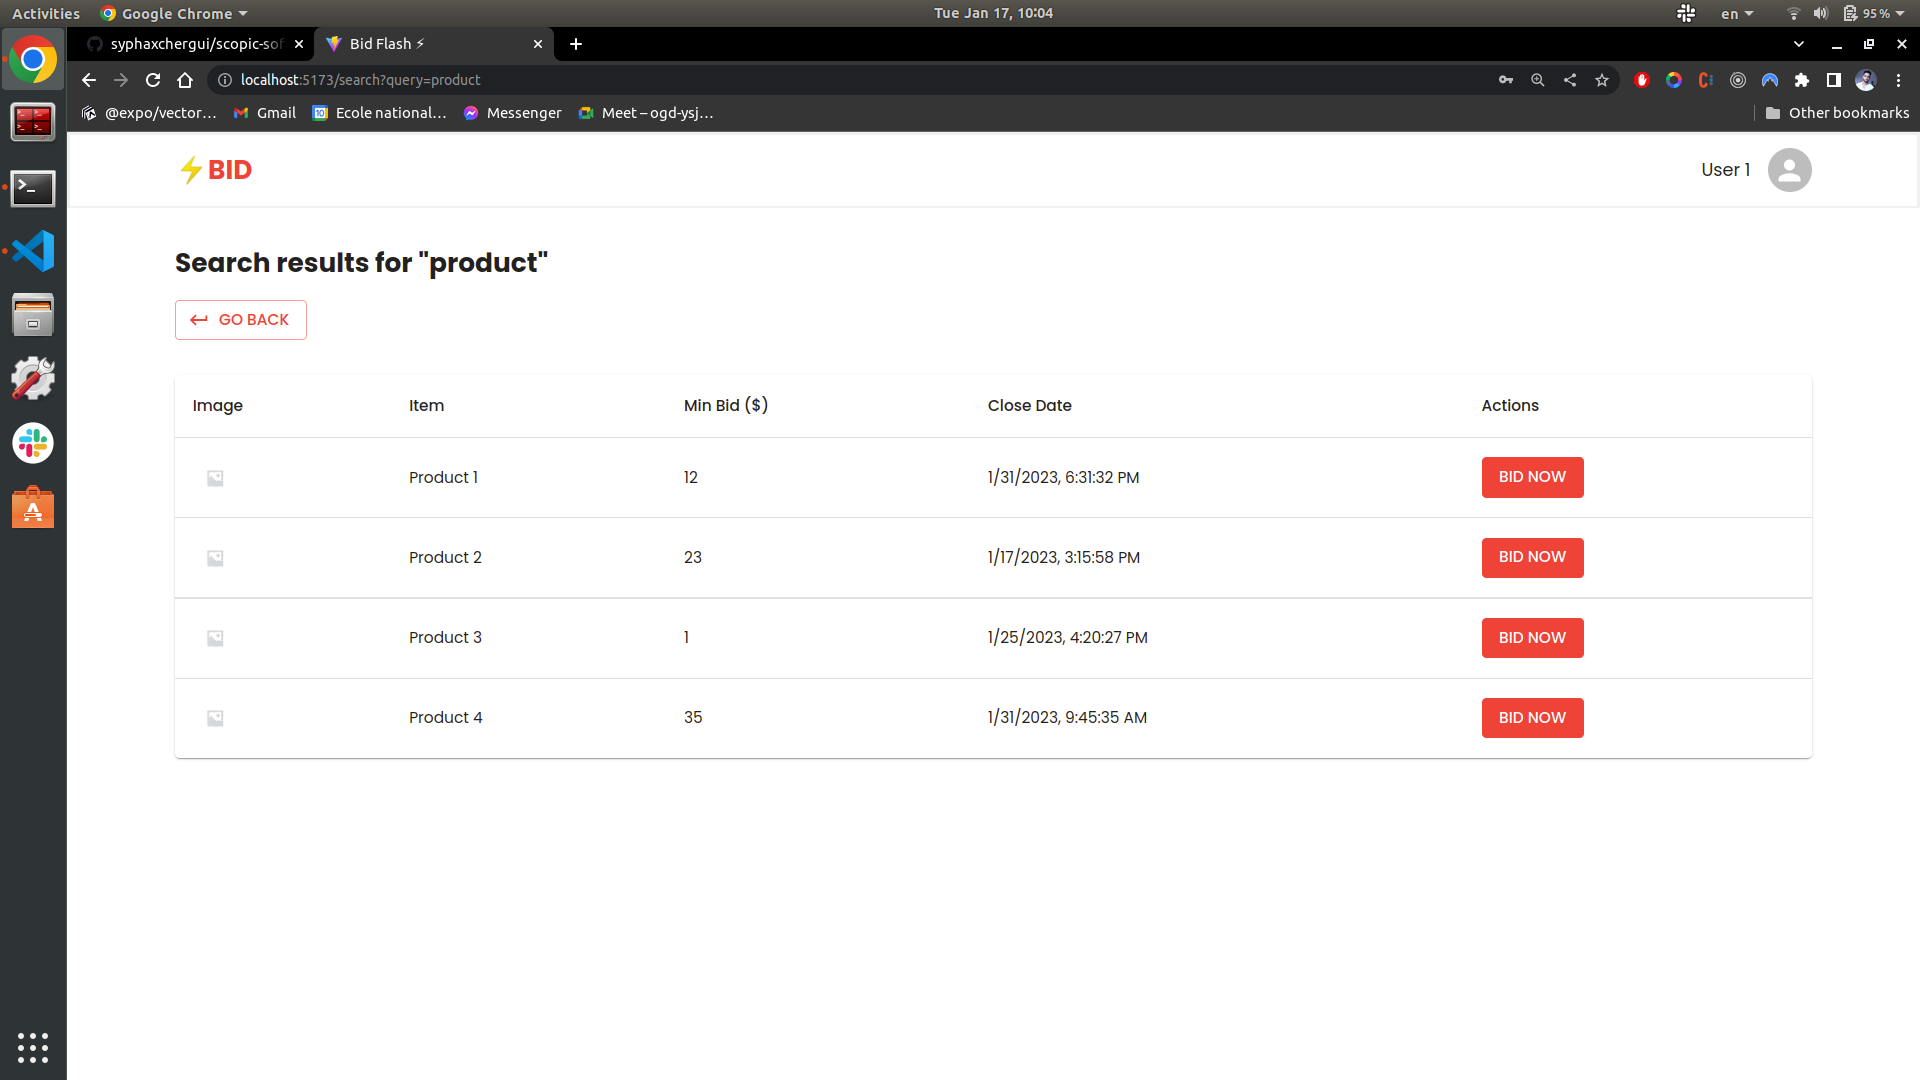 Activities Google Chrome Tue Jan 17, 10:04 en 95 %
syphaxchergui/scopic-sof Bid Flash ⚡
localhost:5173/search?query=product
@expo/vector… Gmail 10 Ecole national… Messenger Meet – ogd-ysj… Other bookmarks
⚡BID User 1
Search results for "product"
GO BACK
Image Item Min Bid ($) Close Date Actions
Product 1 12 1/31/2023, 6:31:32 PM BID NOW
Product 2 23 1/17/2023, 3:15:58 PM BID NOW
Product 3 1 1/25/2023, 4:20:27 PM BID NOW
Product 4 35 1/31/2023, 9:45:35 AM BID NOW